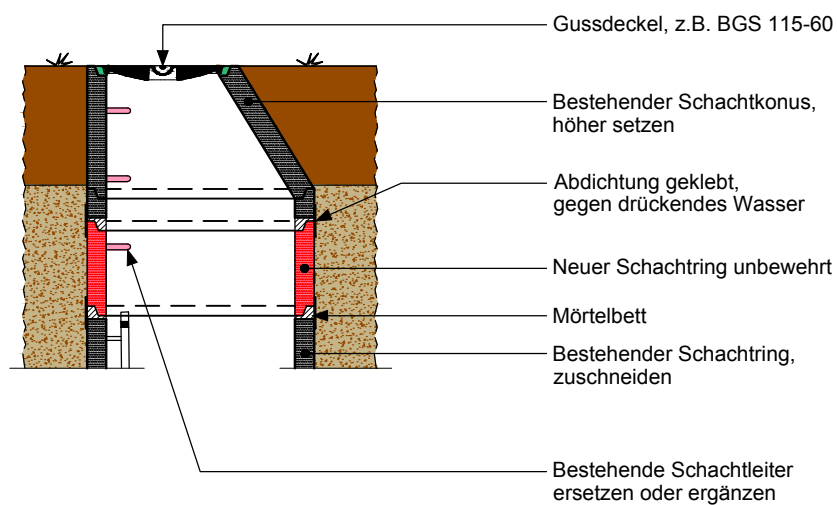 Gussdeckel, z.B. BGS 115-60
Bestehender Schachtkonus,
höher setzen
Abdichtung geklebt,
gegen drückendes Wasser
Neuer Schachtring unbewehrt
Mörtelbett
Bestehender Schachtring,
zuschneiden
Bestehende Schachtleiter
ersetzen oder ergänzen